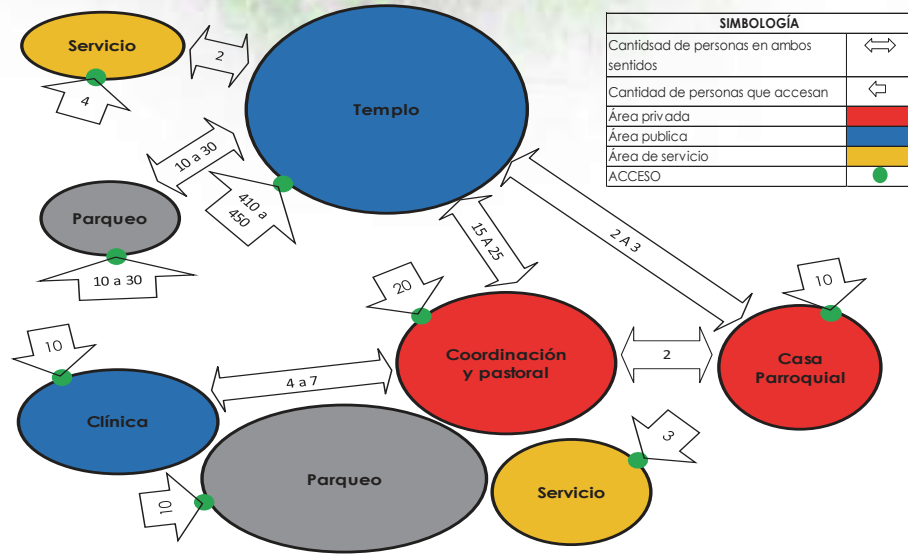 SIMBOLOGÍA
Cantidsad de personas en ambos
sentidos
Cantidad de personas que accesan
Área privada
Área publica
Área de servicio
ACCESO
Servicio
2
4
Templo
10 a 30
410 a
450
Parqueo
10 a 30
15 A 25
2 A 3
20
10
10
Coordinación
y pastoral
2
Casa
Parroquial
4 a 7
Clínica
3
Parqueo
10
Servicio